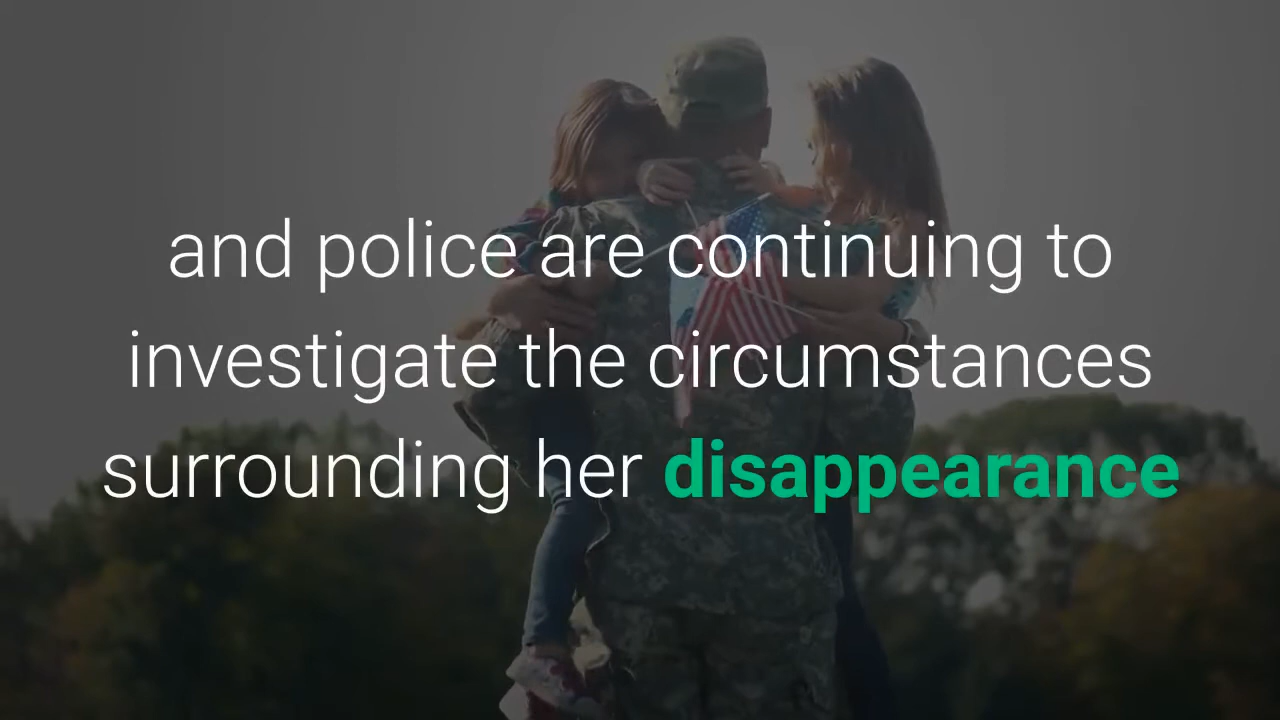 and police are continuing to
investigate the circumstances
surrounding her disappearance